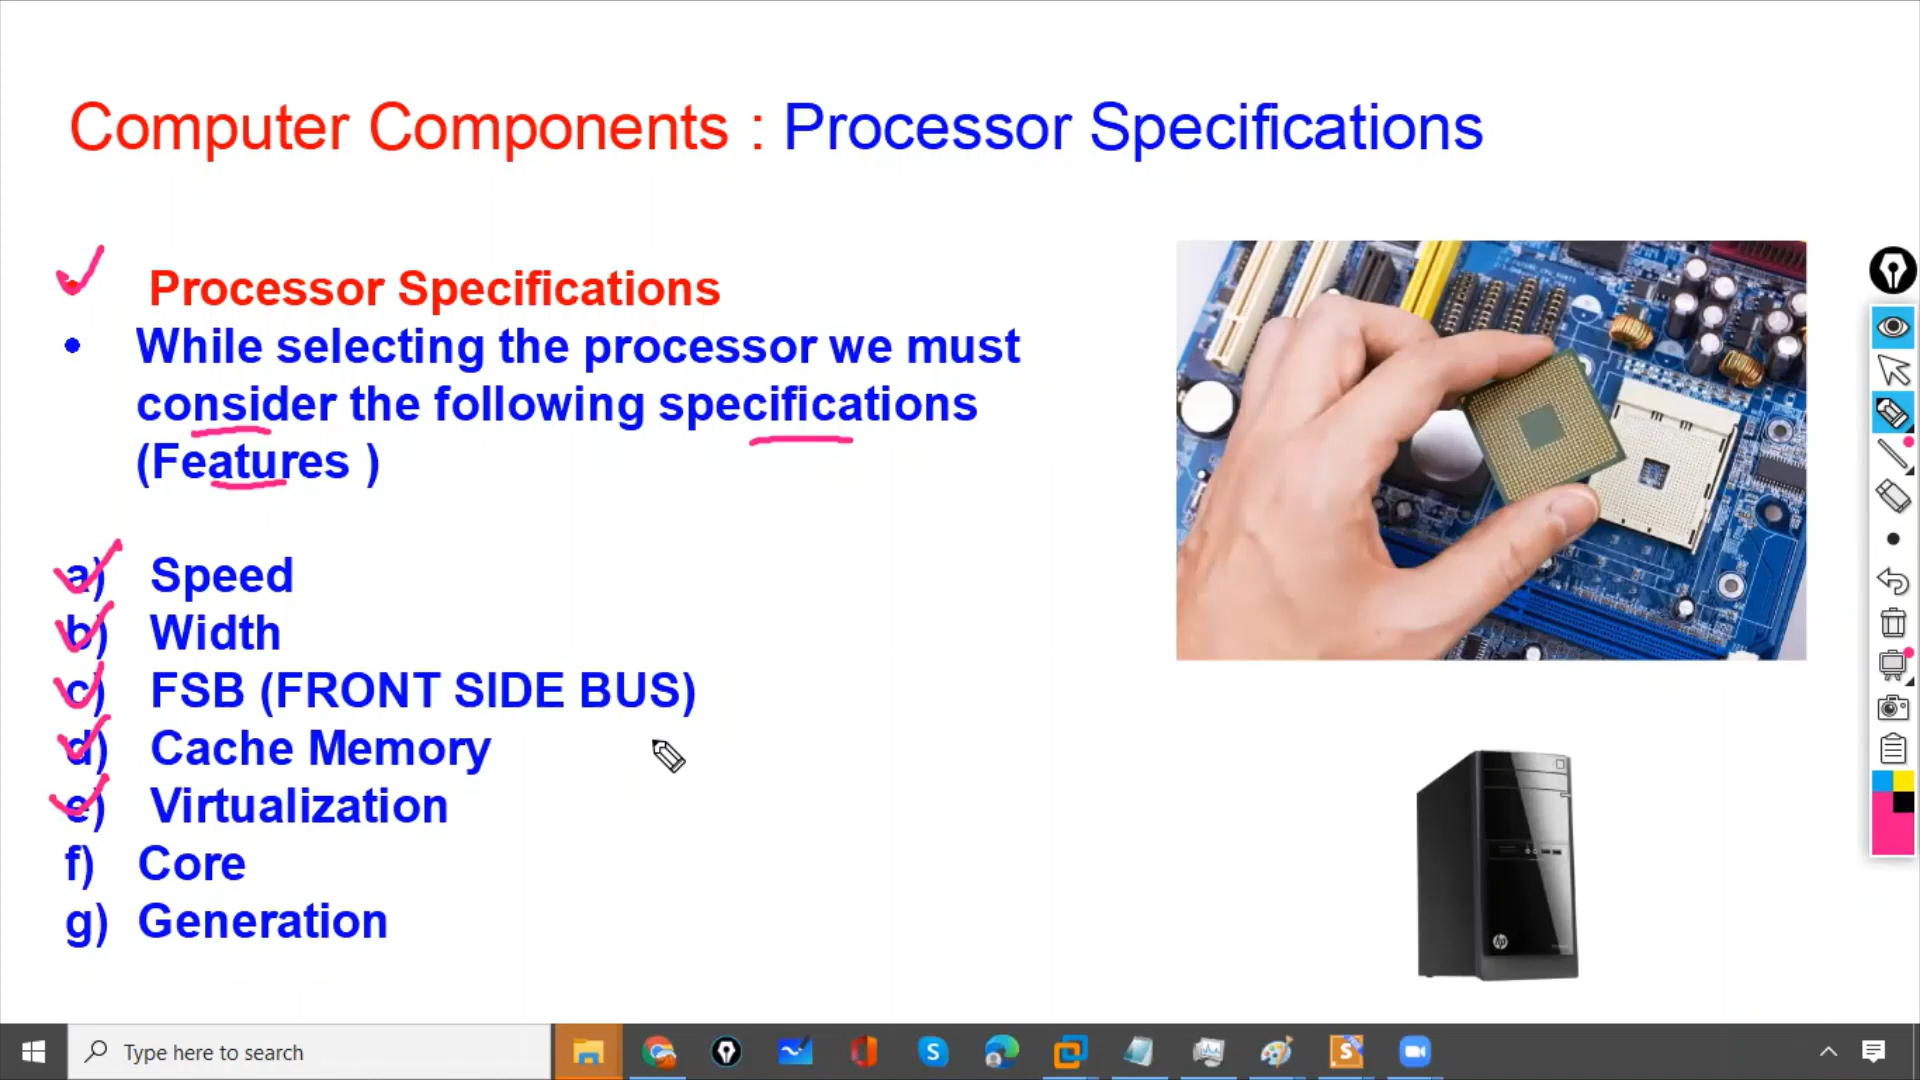 Computer Components : Processor Specifications
• Processor Specifications
• While selecting the processor we must
consider the following specifications
(Features )
a) Speed
b) Width
c) FSB (FRONT SIDE BUS)
d) Cache Memory
e) Virtualization
f) Core
g) Generation
hp
Type here to search